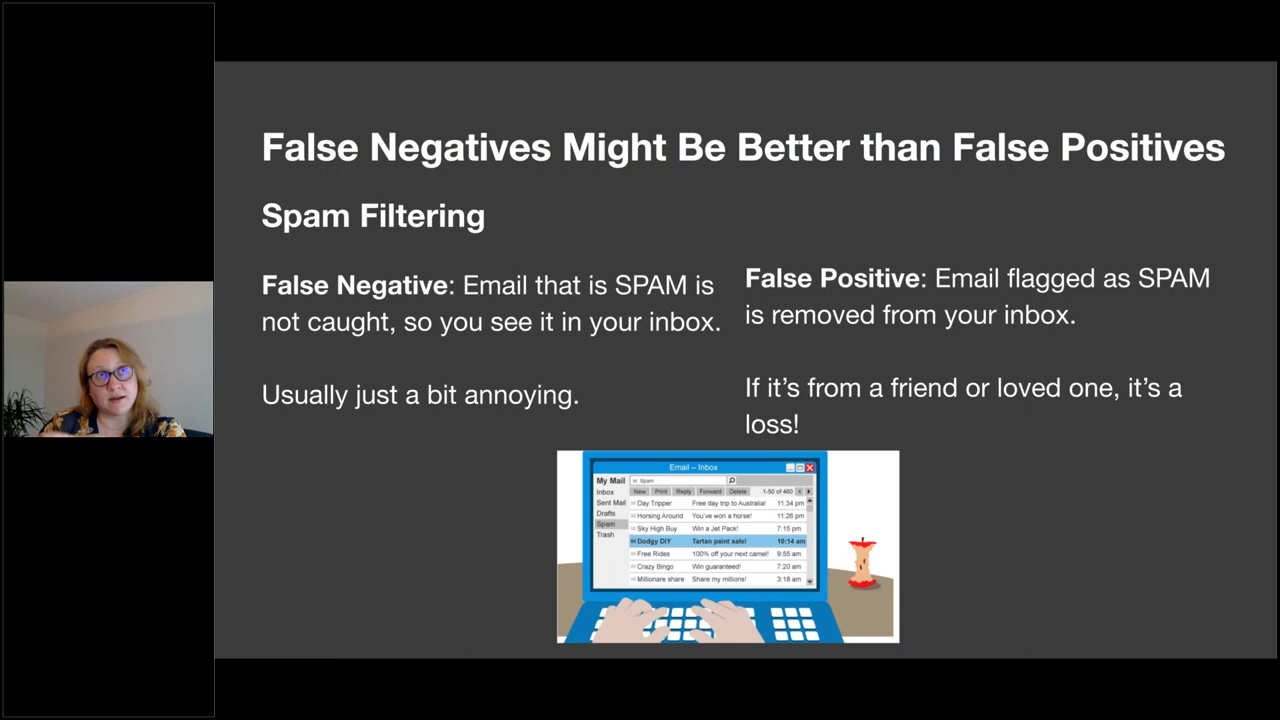 False Negatives Might Be Better than False Positives
Spam Filtering
False Negative: Email that is SPAM is
not caught, so you see it in your inbox.
Usually just a bit annoying.
False Positive: Email flagged as SPAM
is removed from your inbox.
If it's from a friend or loved one, it's a
loss!
Email – Inbox
My Mail
in: Spam
Inbox
Sent Mail
Drafts
Spam
Trash
New Print Reply Forward Delete 1-50 of 460
Day Tripper Free day trip to Australia! 11:34 pm
Horsing Around You've won a horse! 11:26 pm
Sky High Buy Win a Jet Pack! 7:15 pm
Dodgy DIY Tartan paint sale! 10:14 am
Free Rides 100% off your next camel! 9:55 am
Crazy Bingo Win guaranteed! 7:20 am
Millionare share Share my millions! 3:18 am